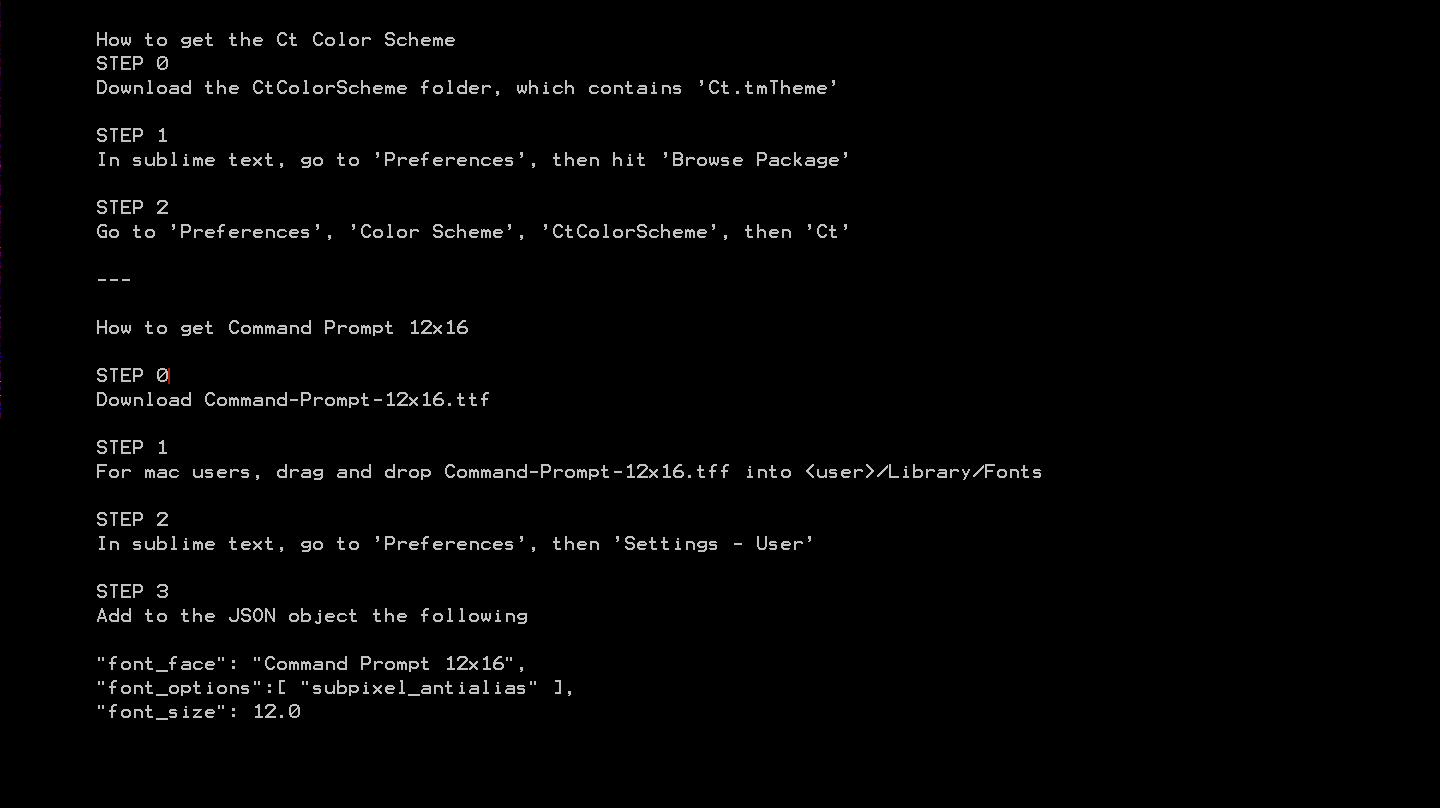 How to get the Ct Color Scheme
STEP 0
Download the CtColorScheme folder, which contains 'Ct.tmTheme'
STEP 1
In sublime text, go to 'Preferences', then hit 'Browse Package'
STEP 2
Go to 'Preferences', 'Color Scheme', 'CtColorScheme', then 'Ct'
---
How to get Command Prompt 12x16
STEP 0
Download Command-Prompt-12x16.ttf
STEP 1
For mac users, drag and drop Command-Prompt-12x16.tff into <user>/Library/Fonts
STEP 2
In sublime text, go to 'Preferences', then 'Settings - User'
STEP 3
Add to the JSON object the following
"font_face": "Command Prompt 12x16",
"font_options":[ "subpixel_antialias" ],
"font_size": 12.0